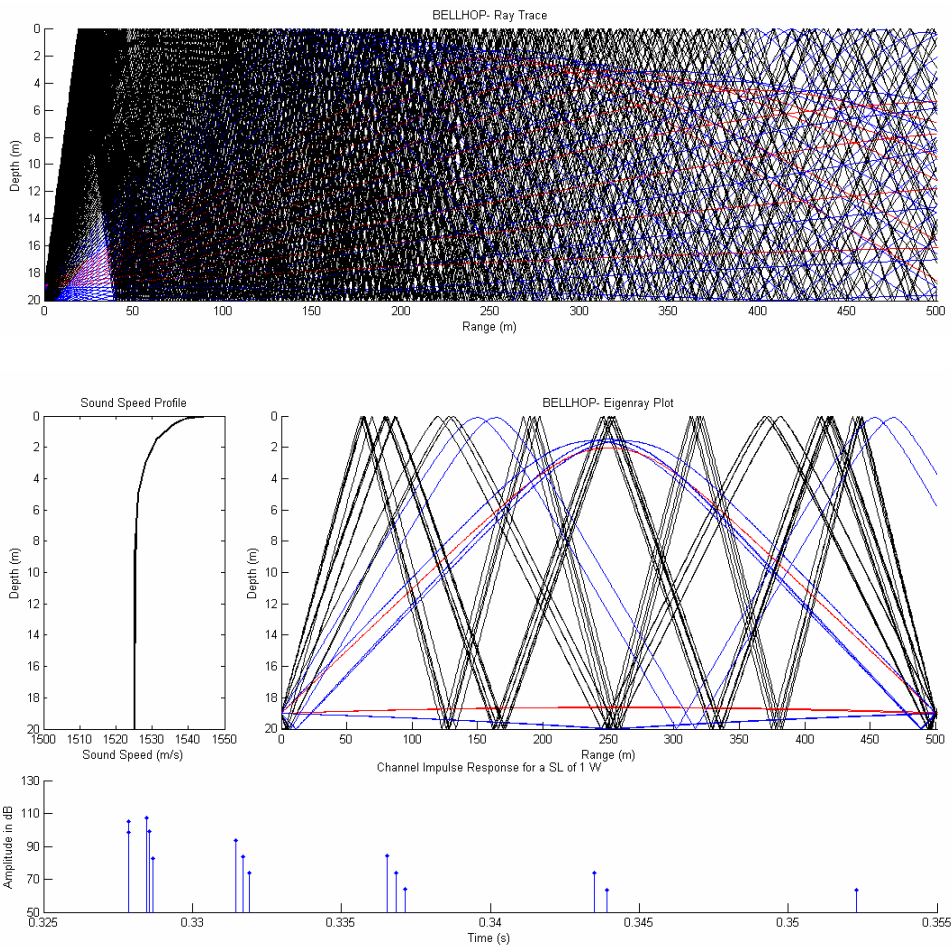 BELLHOP- Ray Trace
0
2
4
6
8
10
12
14
16
18
20
Depth (m)
0 50 100 150 200 250 300 350 400 450 500
Range (m)
Sound Speed Profile
0
2
4
6
8
10
12
14
16
18
20
Depth (m)
1500 1510 1520 1530 1540 1550
Sound Speed (m/s)
BELLHOP- Eigenray Plot
0
2
4
6
8
10
12
14
16
18
20
Depth (m)
0 50 100 150 200 250 300 350 400 450 500
Range (m)
Channel Impulse Response for a SL of 1 W
130
110
90
70
50
Amplitude in dB
0.325 0.33 0.335 0.34 0.345 0.35 0.355
Time (s)